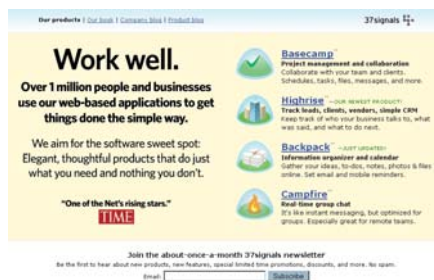 Our products | Our book | Company blog | Product blog
37signals
Work well.
Over 1 million people and businesses
use our web-based applications to get
things done the simple way.
We aim for the software sweet spot:
Elegant, thoughtful products that do just
what you need and nothing you don't.
"One of the Net's rising stars."
TIME
Basecamp™
Project management and collaboration
Collaborate with your team and clients.
Schedules, tasks, files, messages, and more.
Highrise™ —OUR NEWEST PRODUCT!
Track leads, clients, vendors, simple CRM
Keep track of who your business talks to, what
was said, and what to do next.
Backpack™ —JUST UPDATED!
Information organizer and calendar
Gather your ideas, to-dos, notes, photos & files
online. Set email and mobile reminders.
Campfire™
Real-time group chat
It's like instant messaging, but optimized for
groups. Especially great for remote teams.
Join the about-once-a-month 37signals newsletter
Be the first to hear about new products, new features, special limited time promotions, discounts, and more. No spam.
Email:
Subscribe